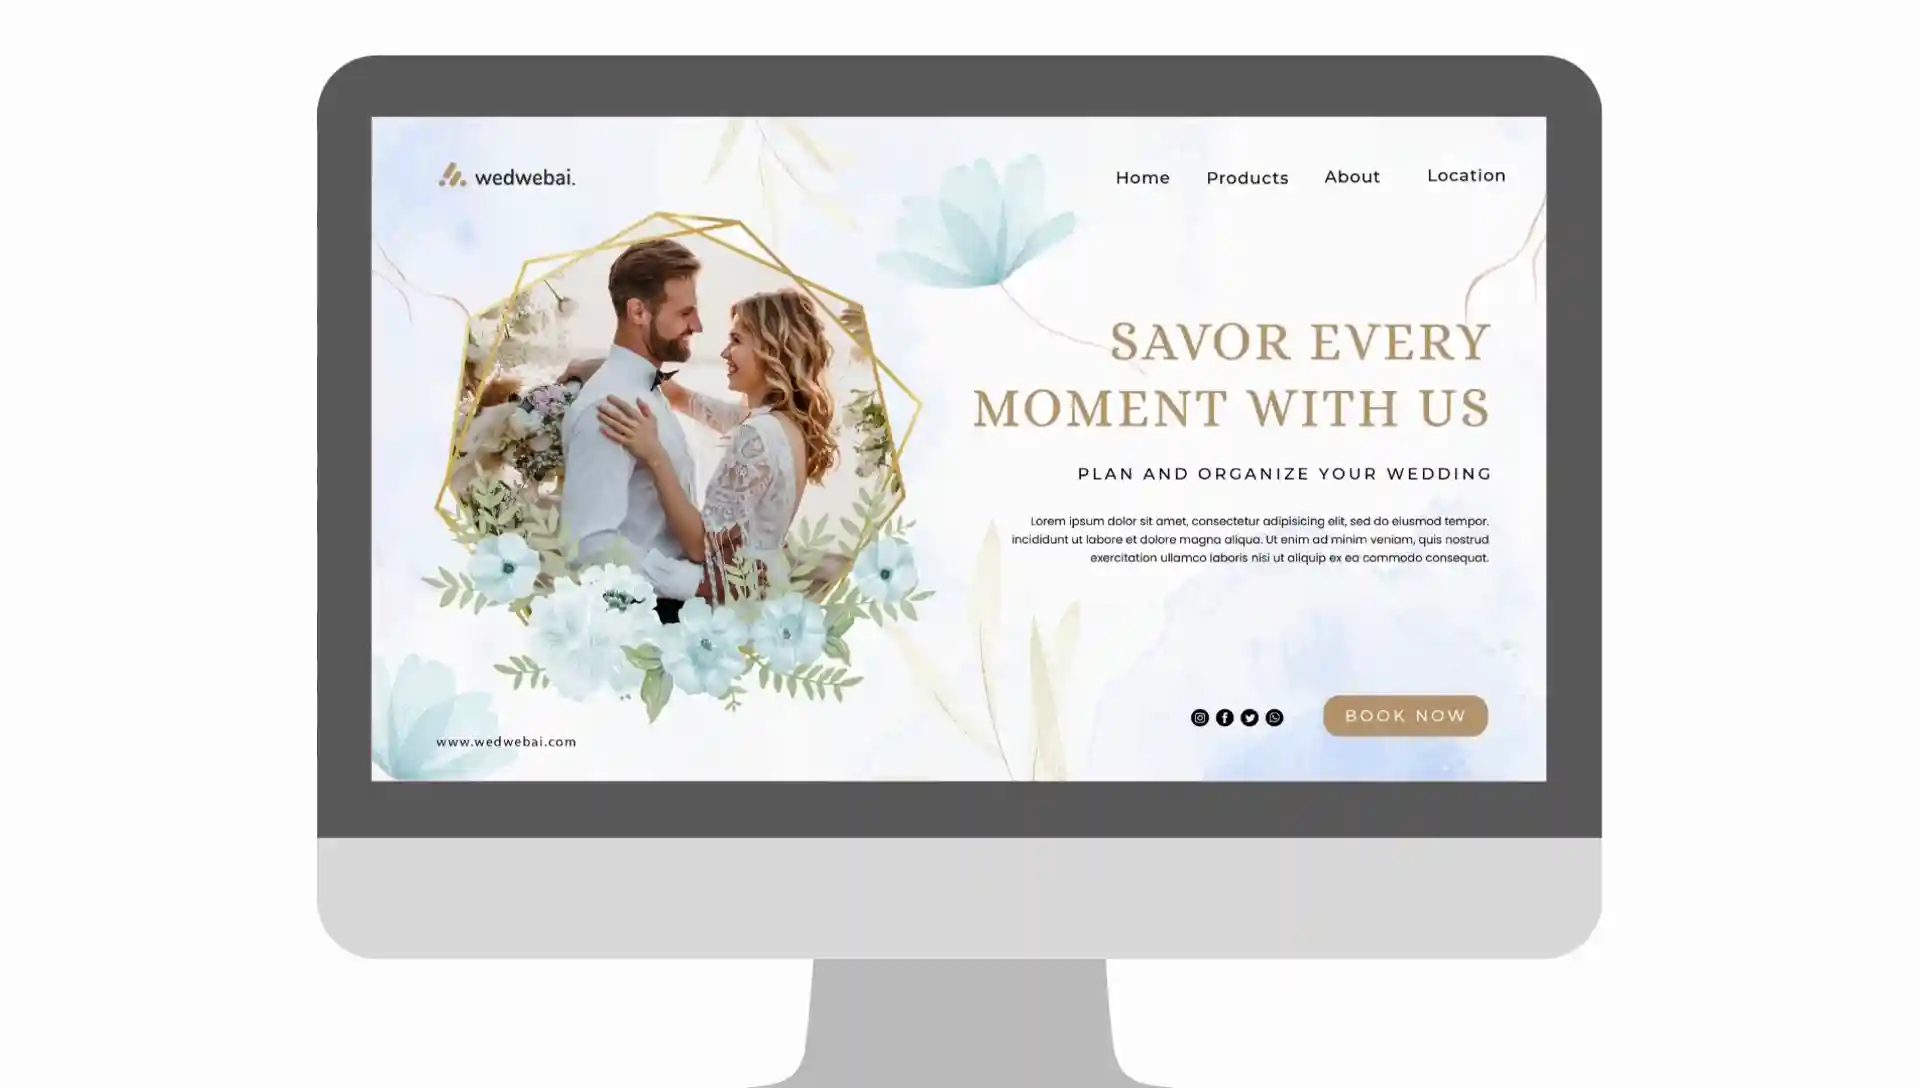 wedwebai.
Home Products About Location
SAVOR EVERY
MOMENT WITH US
PLAN AND ORGANIZE YOUR WEDDING
Lorem ipsum dolor sit amet, consectetur adipisicing elit, sed do eiusmod tempor.
incididunt ut labore et dolore magna aliqua. Ut enim ad minim veniam, quis nostrud
exercitation ullamco laboris nisi ut aliquip ex ea commodo consequat.
BOOK NOW
www.wedwebai.com